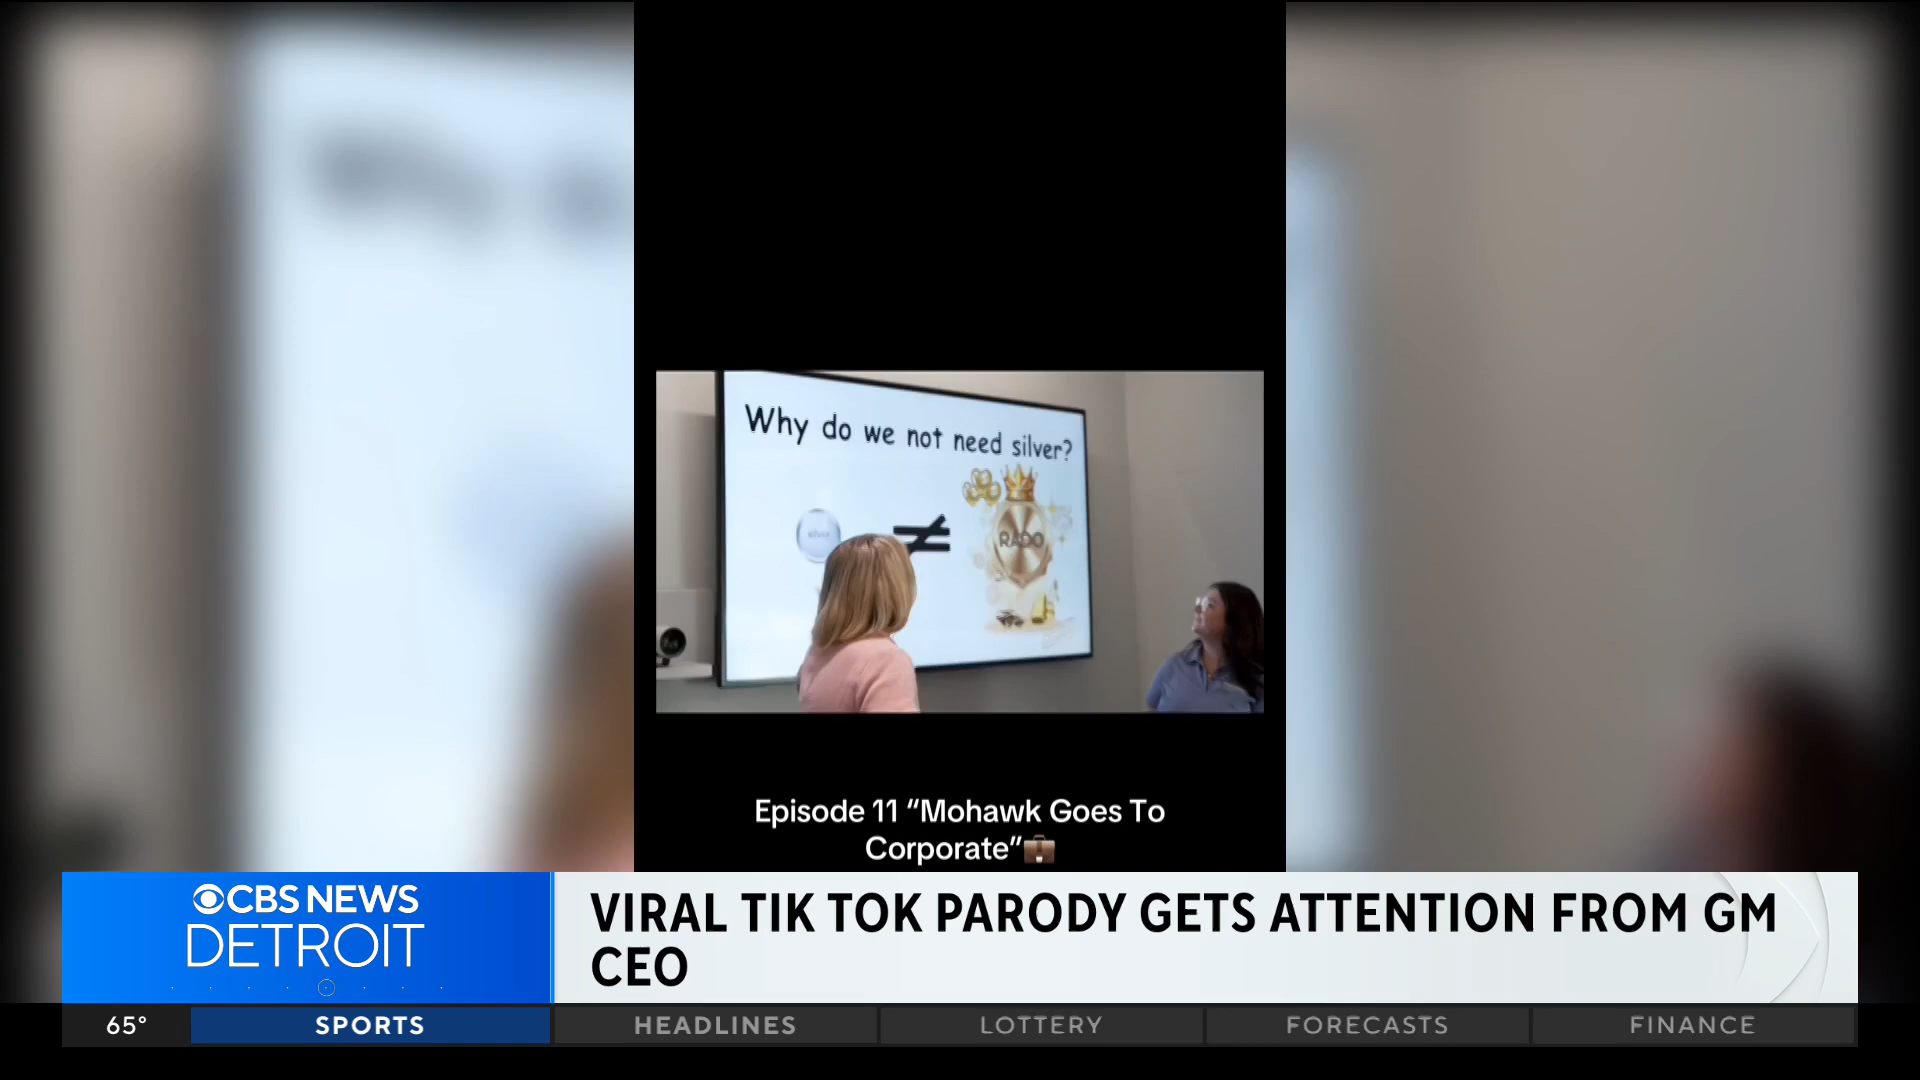 Why do we not need silver?
RADO
Episode 11 “Mohawk Goes To
Corporate”💼
CBS NEWS
DETROIT
VIRAL TIK TOK PARODY GETS ATTENTION FROM GM
CEO
65°
SPORTS
HEADLINES
LOTTERY
FORECASTS
FINANCE